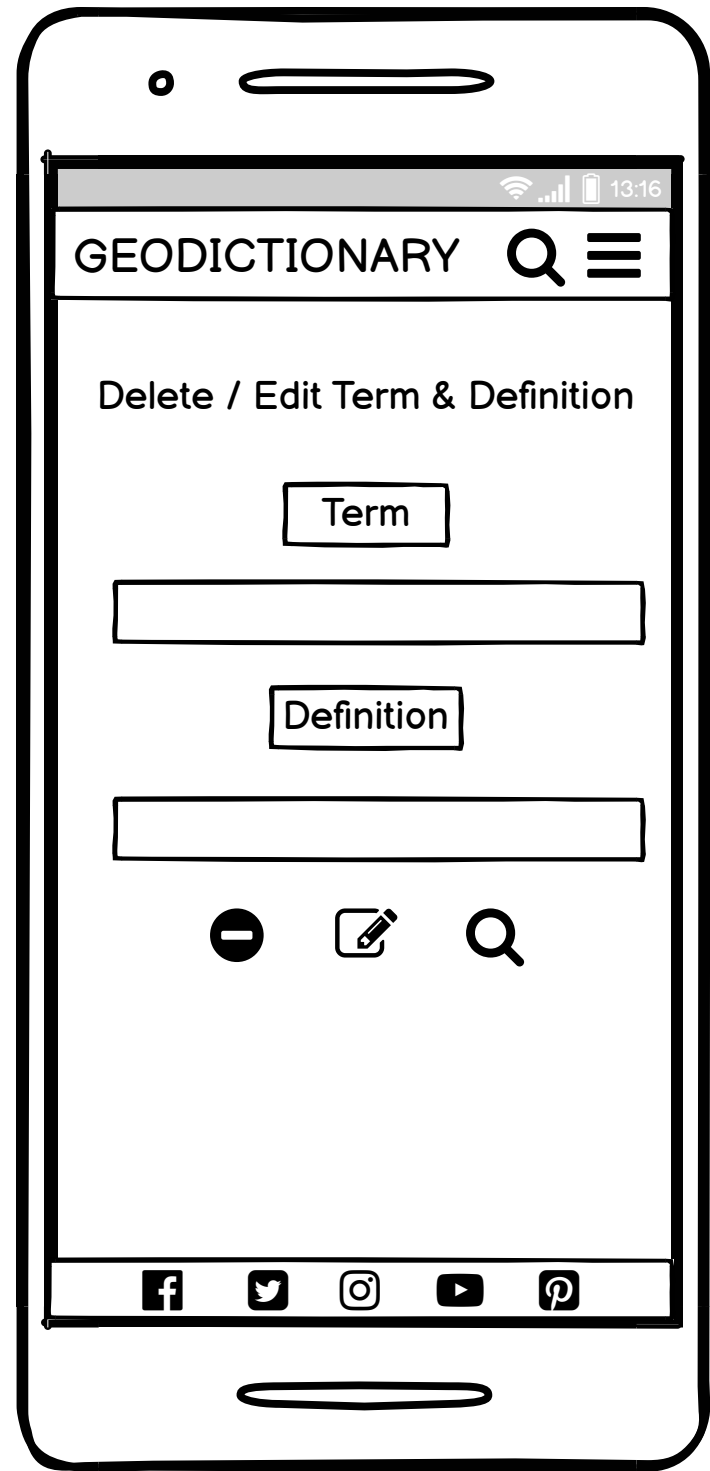 13:16
GEODICTIONARY
Delete / Edit Term & Definition
Term
Definition